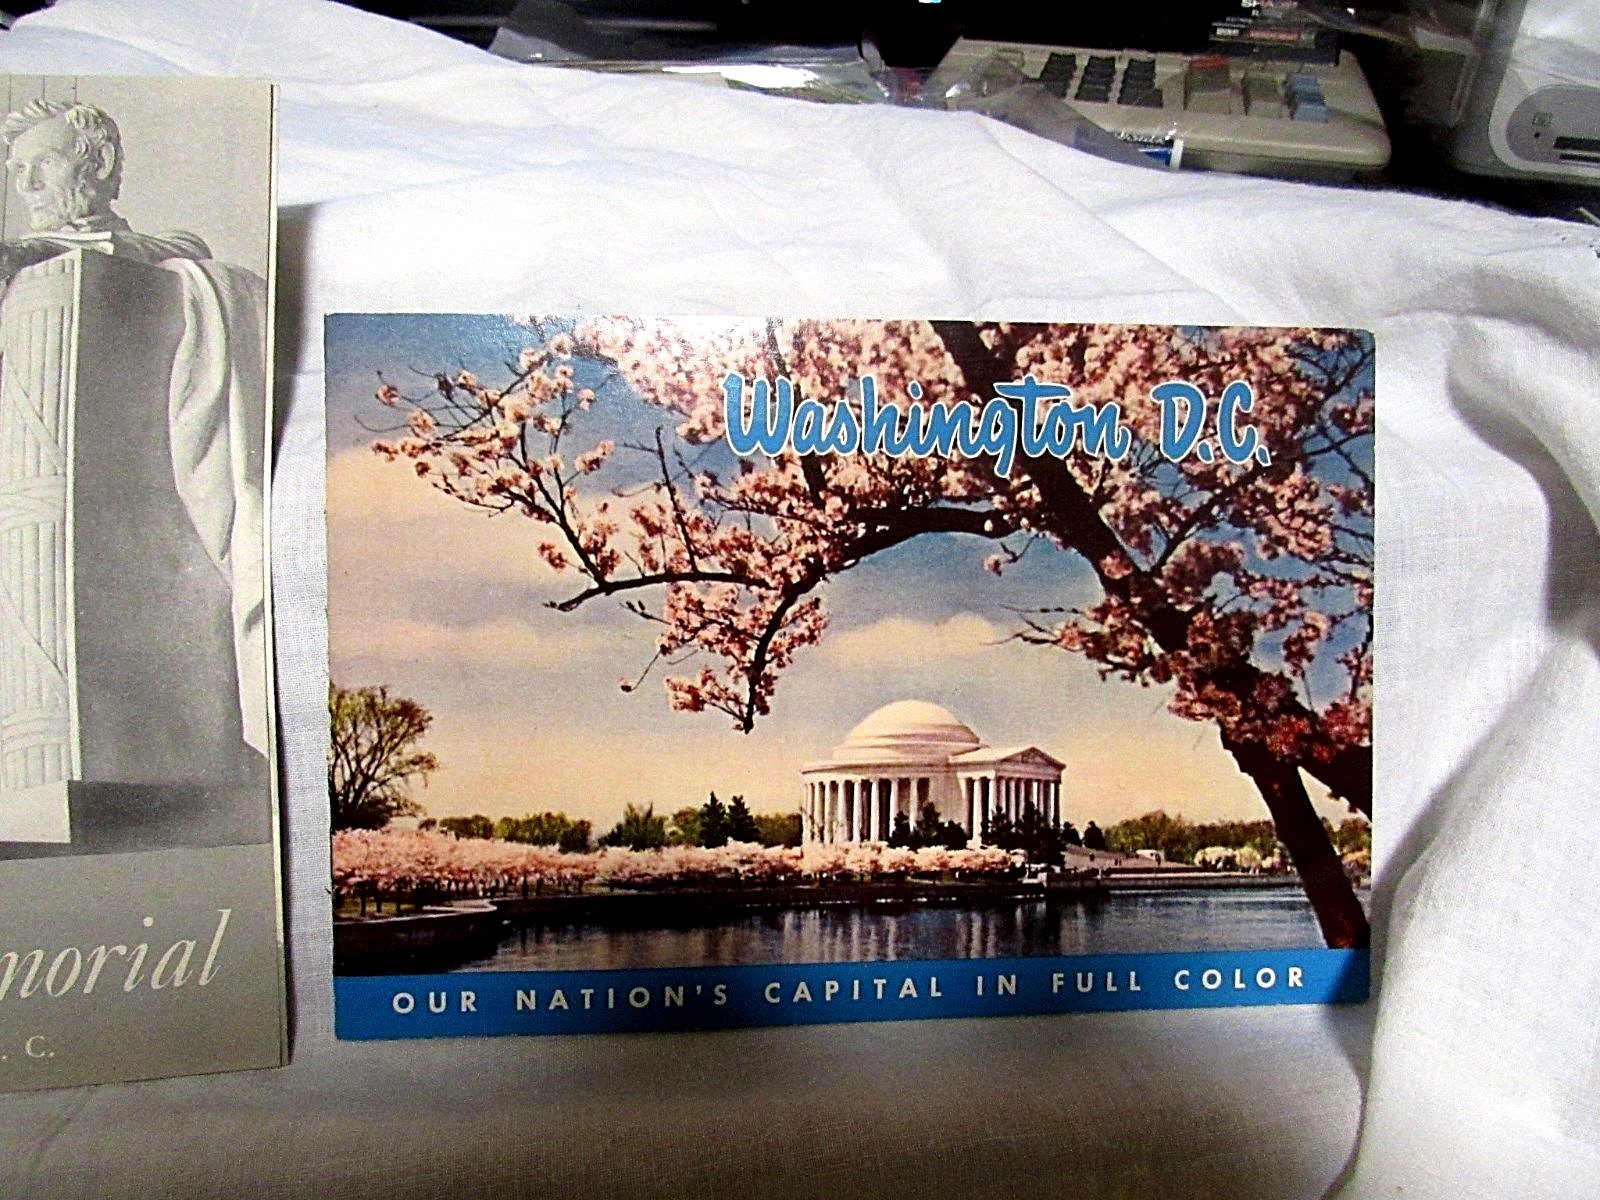 Washington D.C.
OUR NATION'S CAPITAL IN FULL COLOR
morial
. C.